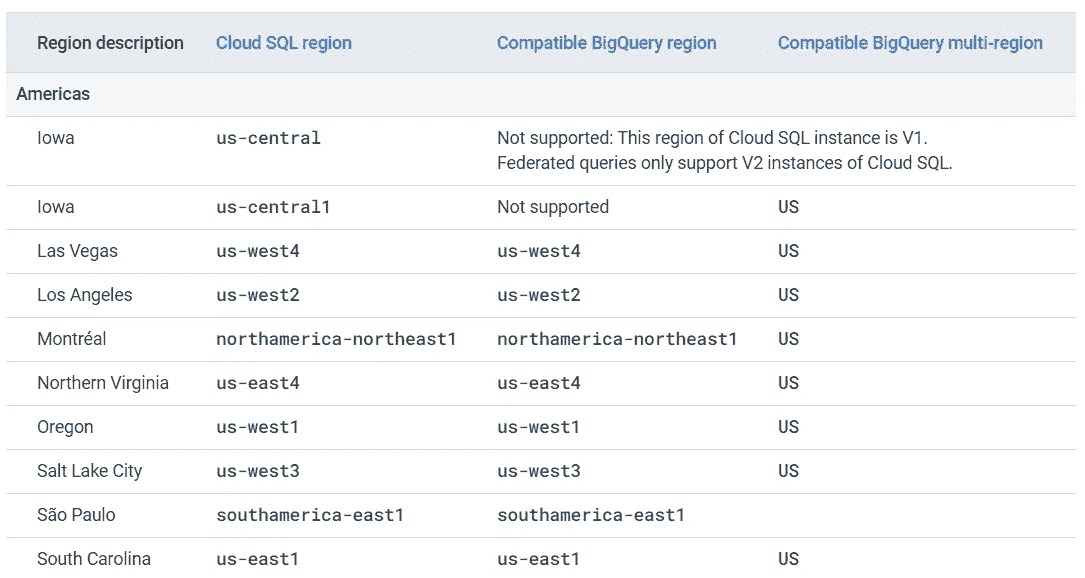 Region description Cloud SQL region Compatible BigQuery region Compatible BigQuery multi-region
Americas
Iowa us-central Not supported: This region of Cloud SQL instance is V1.
Federated queries only support V2 instances of Cloud SQL.
Iowa us-central1 Not supported US
Las Vegas us-west4 us-west4 US
Los Angeles us-west2 us-west2 US
Montréal northamerica-northeast1 northamerica-northeast1 US
Northern Virginia us-east4 us-east4 US
Oregon us-west1 us-west1 US
Salt Lake City us-west3 us-west3 US
São Paulo southamerica-east1 southamerica-east1
South Carolina us-east1 us-east1 US